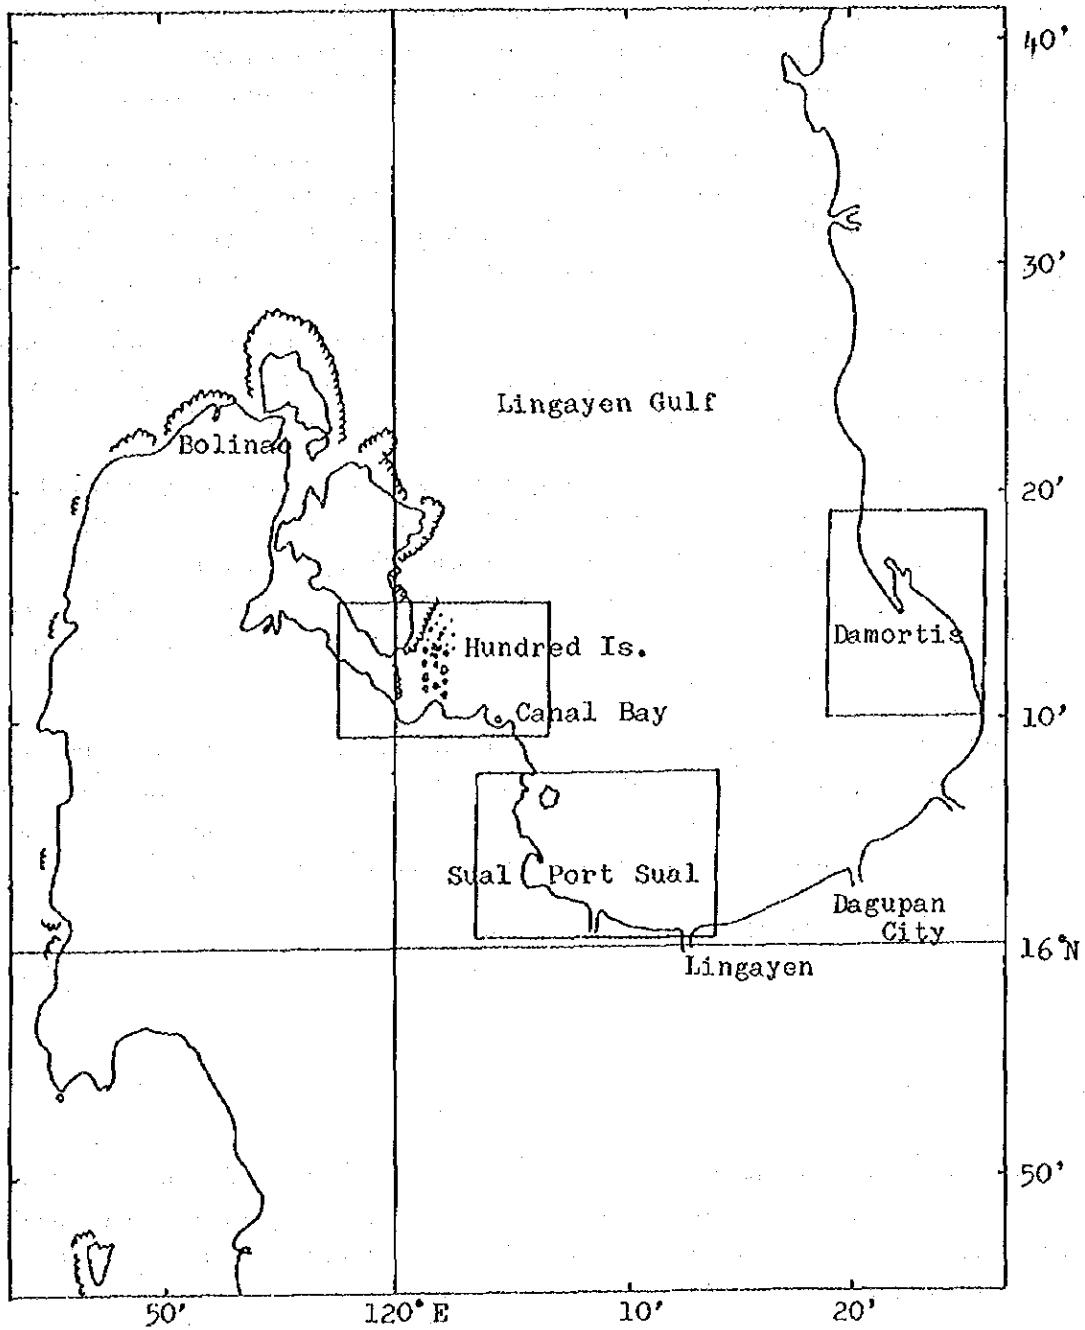 40'
30'
Lingayen Gulf
Bolinao
20'
Damortis
Hundred Is.
Canal Bay
10'
Sual
Port Sual
Dagupan
City
16°N
Lingayen
50'
50'
120°E
10'
20'